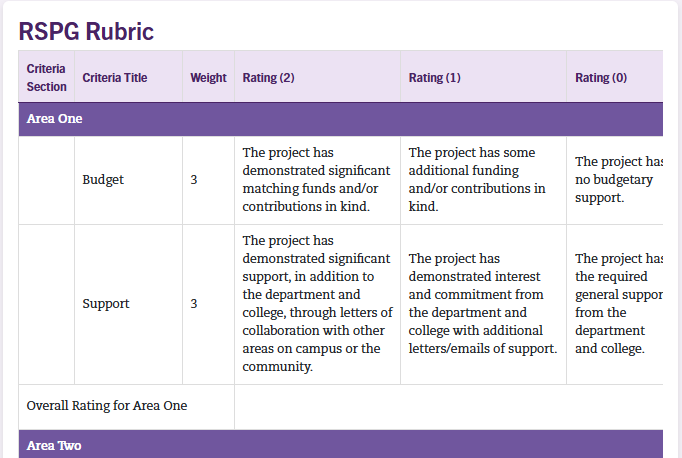 RSPG Rubric
Criteria Section Criteria Title Weight Rating (2) Rating (1) Rating (0)
Area One
Budget
3
The project has
demonstrated significant
matching funds and/or
contributions in kind.
The project has some
additional funding
and/or contributions in
kind.
The project has
no budgetary
support.
Support
3
The project has
demonstrated significant
support, in addition to
the department and
college, through letters of
collaboration with other
areas on campus or the
community.
The project has
demonstrated interest
and commitment from
the department and
college with additional
letters/emails of support.
The project has
the required
general suppor
from the
department
and college.
Overall Rating for Area One
Area Two